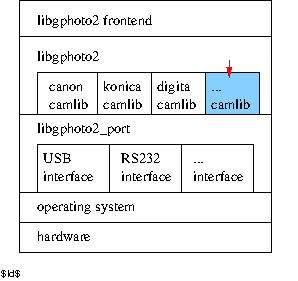 libgphoto2 frontend
libgphoto2
canon konica digita ...
camlib camlib camlib camlib
libgphoto2_port
USB RS232 ...
interface interface interface
operating system
hardware
$Id$